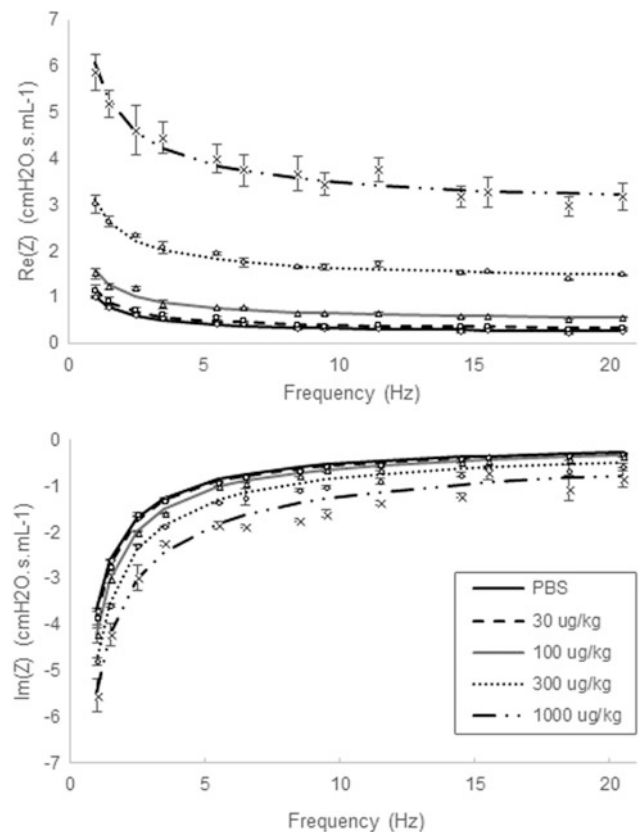 7
6
5
4
3
2
1
0
Re(Z) (cmH2O.s.mL-1)
0 5 10 15 20
Frequency (Hz)
-0
-1
-2
-3
-4
-5
-6
-7
Im(Z) (cmH2O.s.mL-1)
PBS
30 ug/kg
100 ug/kg
300 ug/kg
1000 ug/kg
0 5 10 15 20
Frequency (Hz)